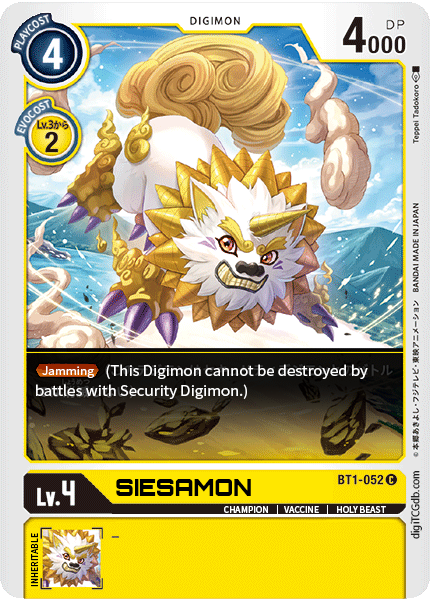 PLAYCOST
4
DIGIMON
DP
4000
EVOCOST
Lv.3から
2
Teppei Tadokoro
BANDAI MADE IN JAPAN
© 本郷あきよし・フジテレビ・東映アニメーション
Jamming (This Digimon cannot be destroyed by
battles with Security Digimon.)
トル
BT1-052 C
Lv.4 SIESAMON
CHAMPION | VACCINE | HOLY BEAST
digiTCGdb.com
INHERITABLE
–